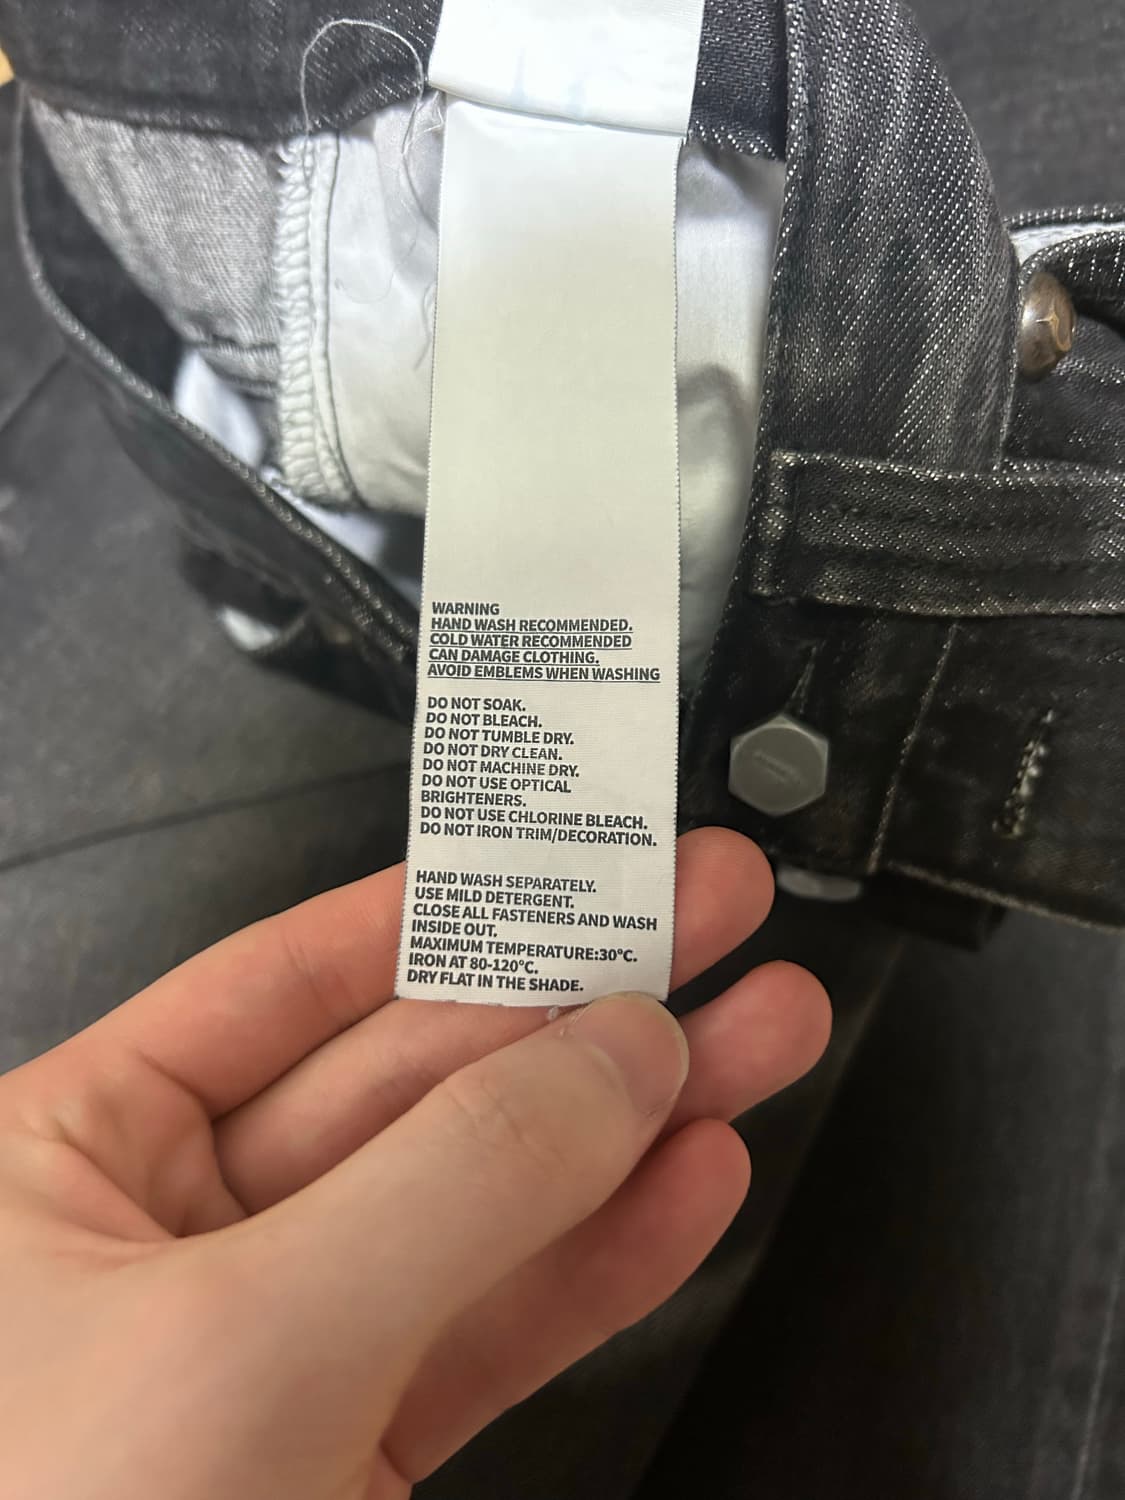 WARNING
HAND WASH RECOMMENDED.
COLD WATER RECOMMENDED
CAN DAMAGE CLOTHING.
AVOID EMBLEMS WHEN WASHING
DO NOT SOAK.
DO NOT BLEACH.
DO NOT TUMBLE DRY.
DO NOT DRY CLEAN.
DO NOT MACHINE DRY.
DO NOT USE OPTICAL
BRIGHTENERS.
DO NOT USE CHLORINE BLEACH.
DO NOT IRON TRIM/DECORATION.
HAND WASH SEPARATELY.
USE MILD DETERGENT.
CLOSE ALL FASTENERS AND WASH
INSIDE OUT.
MAXIMUM TEMPERATURE:30°C.
IRON AT 80-120°C.
DRY FLAT IN THE SHADE.